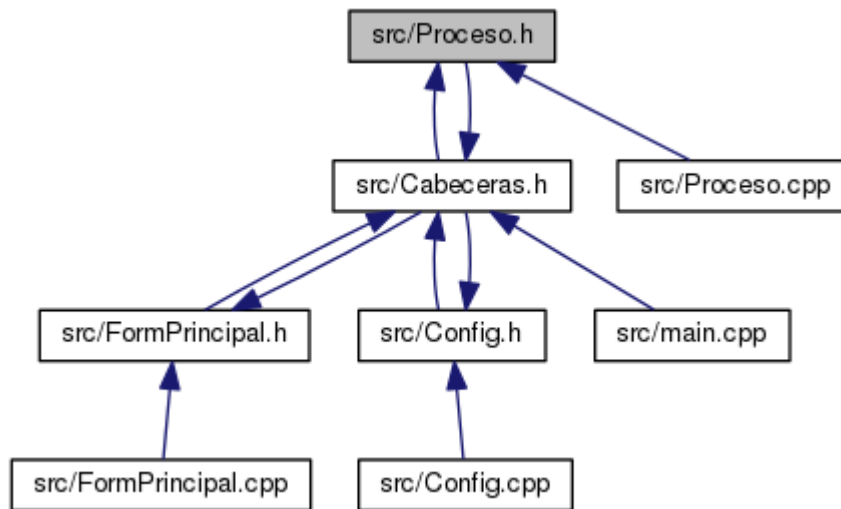 src/Proceso.h
src/Cabeceras.h
src/Proceso.cpp
src/FormPrincipal.h
src/Config.h
src/main.cpp
src/FormPrincipal.cpp
src/Config.cpp